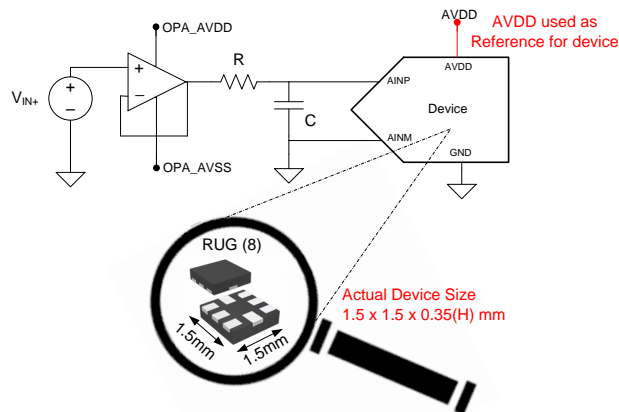 OPA_AVDD
AVDD
AVDD used as
Reference for device
R
AVDD
+
AINP
+
VIN+
Device
−
−
C
AINM
GND
OPA_AVSS
RUG (8)
Actual Device Size
1.5 x 1.5 x 0.35(H) mm
1.5mm
1.5mm